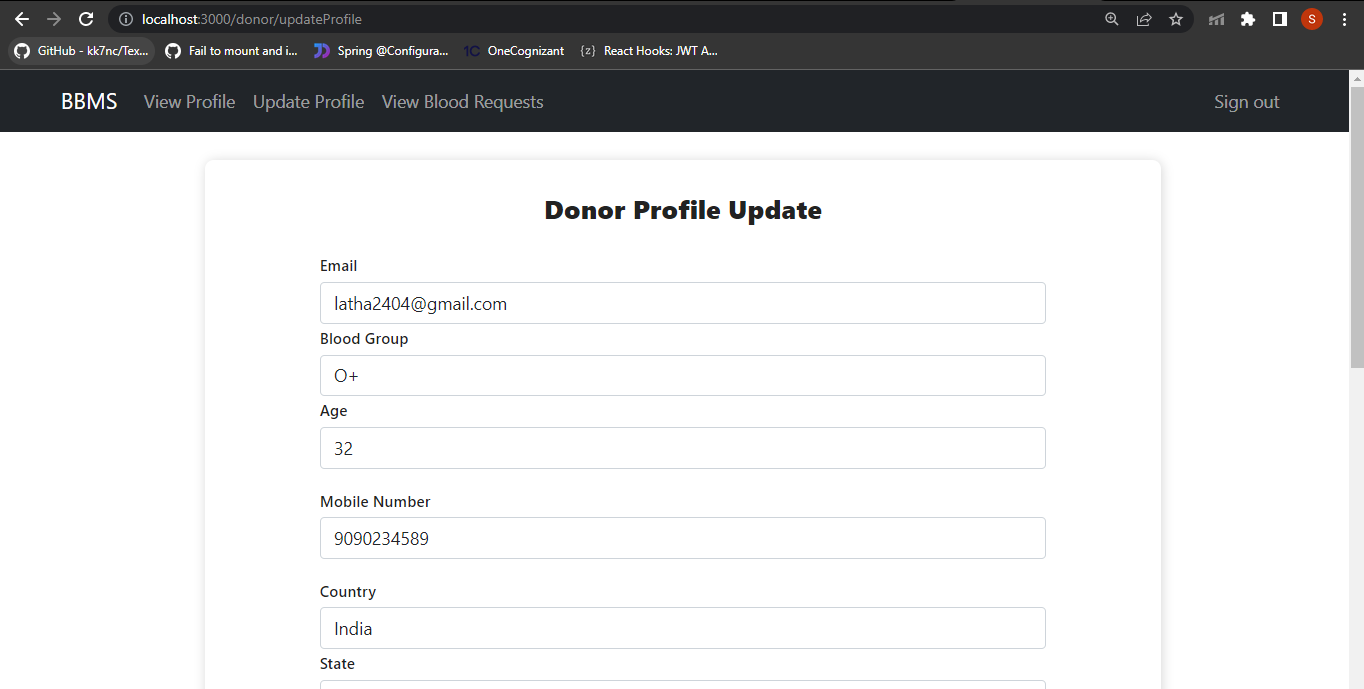 localhost:3000/donor/updateProfile
S
GitHub - kk7nc/Tex... Fail to mount and i... Spring @Configura... 1C OneCognizant {z} React Hooks: JWT A...
BBMS View Profile Update Profile View Blood Requests Sign out
Donor Profile Update
Email
latha2404@gmail.com
Blood Group
O+
Age
32
Mobile Number
9090234589
Country
India
State